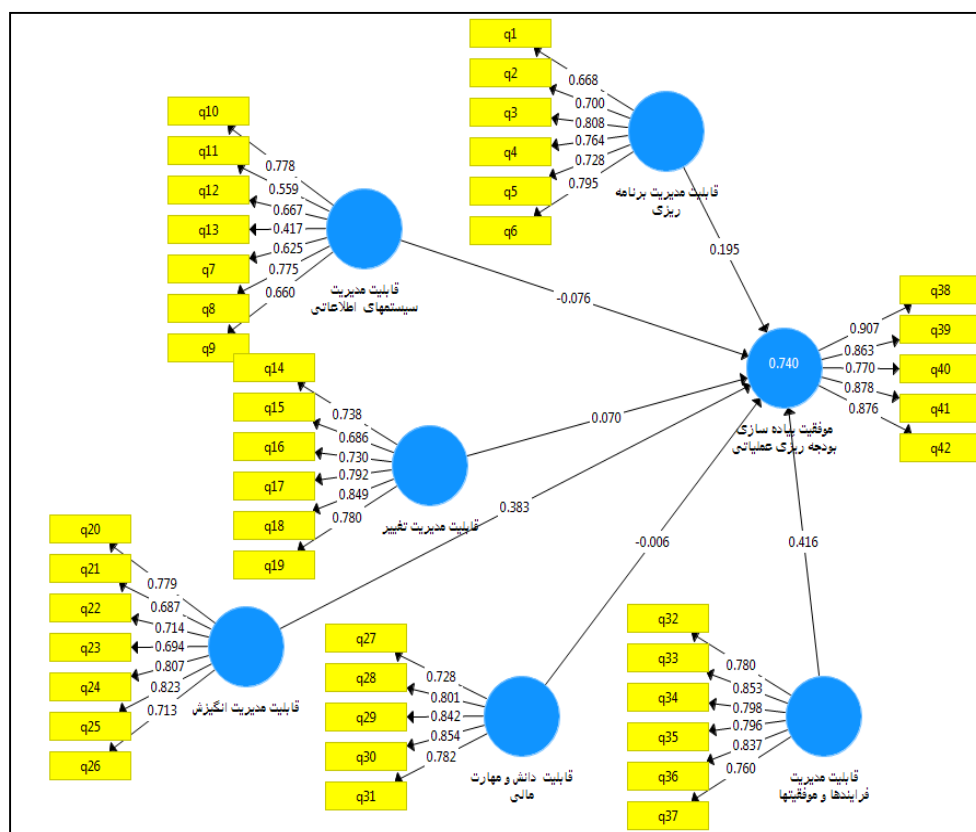 q1
q2
q3
q4
q5
q6
0.668
0.700
0.808
0.764
0.728
0.795
قابلیت مدیریت برنامه
ریزی
0.195
q10
q11
q12
q13
q7
q8
q9
0.778
0.559
0.667
0.417
0.625
0.775
0.660
قابلیت مدیریت
سیستمهای اطلاعاتی
-0.076
q14
q15
q16
q17
q18
q19
0.738
0.686
0.730
0.792
0.849
0.780
قابلیت مدیریت تغییر
0.070
q38
q39
q40
q41
q42
0.907
0.863
0.770
0.878
0.876
0.740
موفقیت پیاده سازی
بودجه ریزی عملیاتی
q20
q21
q22
q23
q24
q25
q26
0.779
0.687
0.714
0.694
0.807
0.823
0.713
قابلیت مدیریت انگیزش
0.383
q27
q28
q29
q30
q31
0.728
0.801
0.842
0.854
0.782
قابلیت دانش و مهارت
مالی
-0.006
q32
q33
q34
q35
q36
q37
0.780
0.853
0.798
0.796
0.837
0.760
قابلیت مدیریت
فرایندها و موفقیتها
0.416